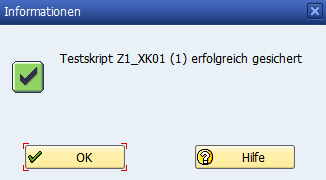 Informationen
Testskript Z1_XK01 (1) erfolgreich gesichert
OK
Hilfe